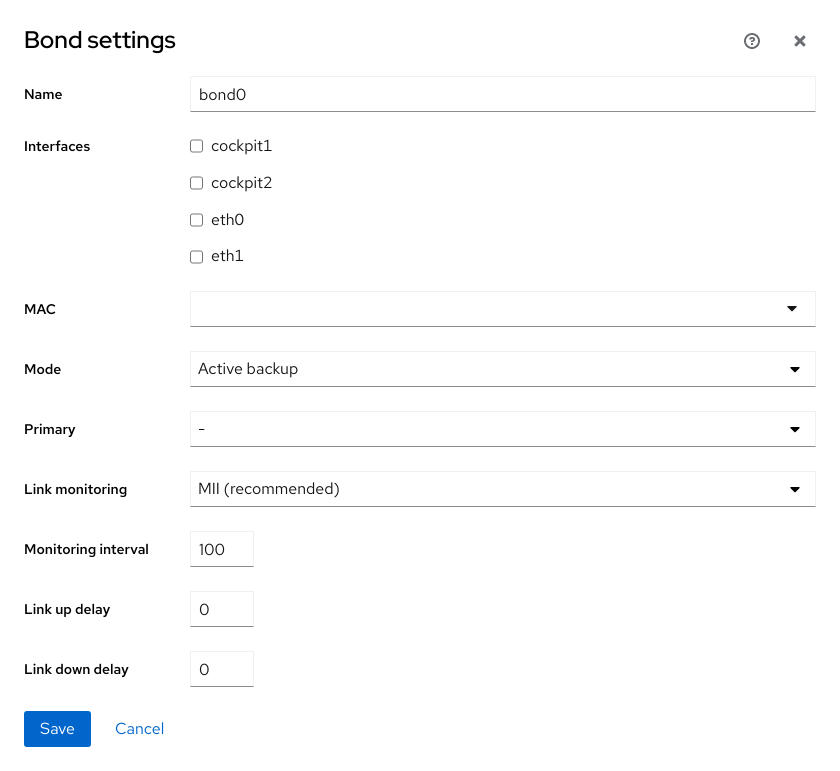 Bond settings
Name bond0
Interfaces cockpit1
cockpit2
eth0
eth1
MAC
Mode Active backup
Primary -
Link monitoring MII (recommended)
Monitoring interval 100
Link up delay 0
Link down delay 0
Save Cancel